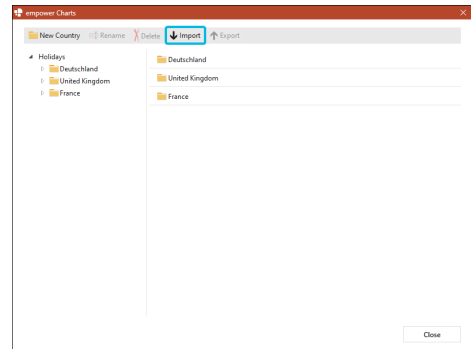 empower Charts
New Country Rename Delete Import Export
Holidays
Deutschland
United Kingdom
France
Deutschland
United Kingdom
France
Close